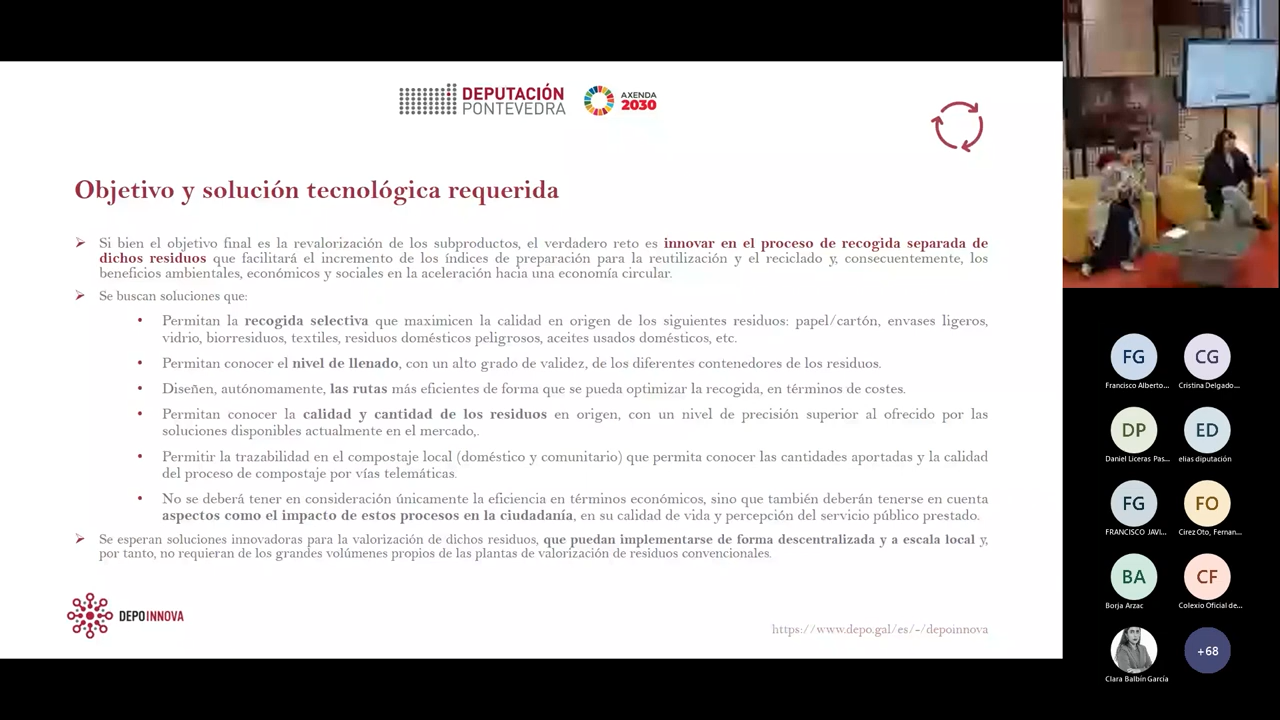 DEPUTACIÓN
PONTEVEDRA
AXENDA
2030
Objetivo y solución tecnológica requerida
Si bien el objetivo final es la revalorización de los subproductos, el verdadero reto es innovar en el proceso de recogida separada de
dichos residuos que facilitará el incremento de los índices de preparación para la reutilización y el reciclado y, consecuentemente, los
beneficios ambientales, económicos y sociales en la aceleración hacia una economía circular.
Se buscan soluciones que:
Permitan la recogida selectiva que maximicen la calidad en origen de los siguientes residuos: papel/cartón, envases ligeros,
vidrio, biorresiduos, textiles, residuos domésticos peligrosos, aceites usados domésticos, etc.
Permitan conocer el nivel de llenado, con un alto grado de validez, de los diferentes contenedores de los residuos.
Diseñen, autónomamente, las rutas más eficientes de forma que se pueda optimizar la recogida, en términos de costes.
Permitan conocer la calidad y cantidad de los residuos en origen, con un nivel de precisión superior al ofrecido por las
soluciones disponibles actualmente en el mercado,.
Permitir la trazabilidad en el compostaje local (doméstico y comunitario) que permita conocer las cantidades aportadas y la calidad
del proceso de compostaje por vías telemáticas.
No se deberá tener en consideración únicamente la eficiencia en términos económicos, sino que también deberán tenerse en cuenta
aspectos como el impacto de estos procesos en la ciudadanía, en su calidad de vida y percepción del servicio público prestado.
Se esperan soluciones innovadoras para la valorización de dichos residuos, que puedan implementarse de forma descentralizada y a escala local y,
por tanto, no requieran de los grandes volúmenes propios de las plantas de valorización de residuos convencionales.
DEPOINNOVA
https://www.depo.gal/es/-/depoinnova
FG CG
Francisco Alberto... Cristina Delgado...
DP ED
Daniel Liceras Pas... elias diputación
FG FO
FRANCISCO JAVI... Cirez Oto, Fernan...
BA CF
Borja Arzac Colexio Oficial de...
+68
Clara Balbín García